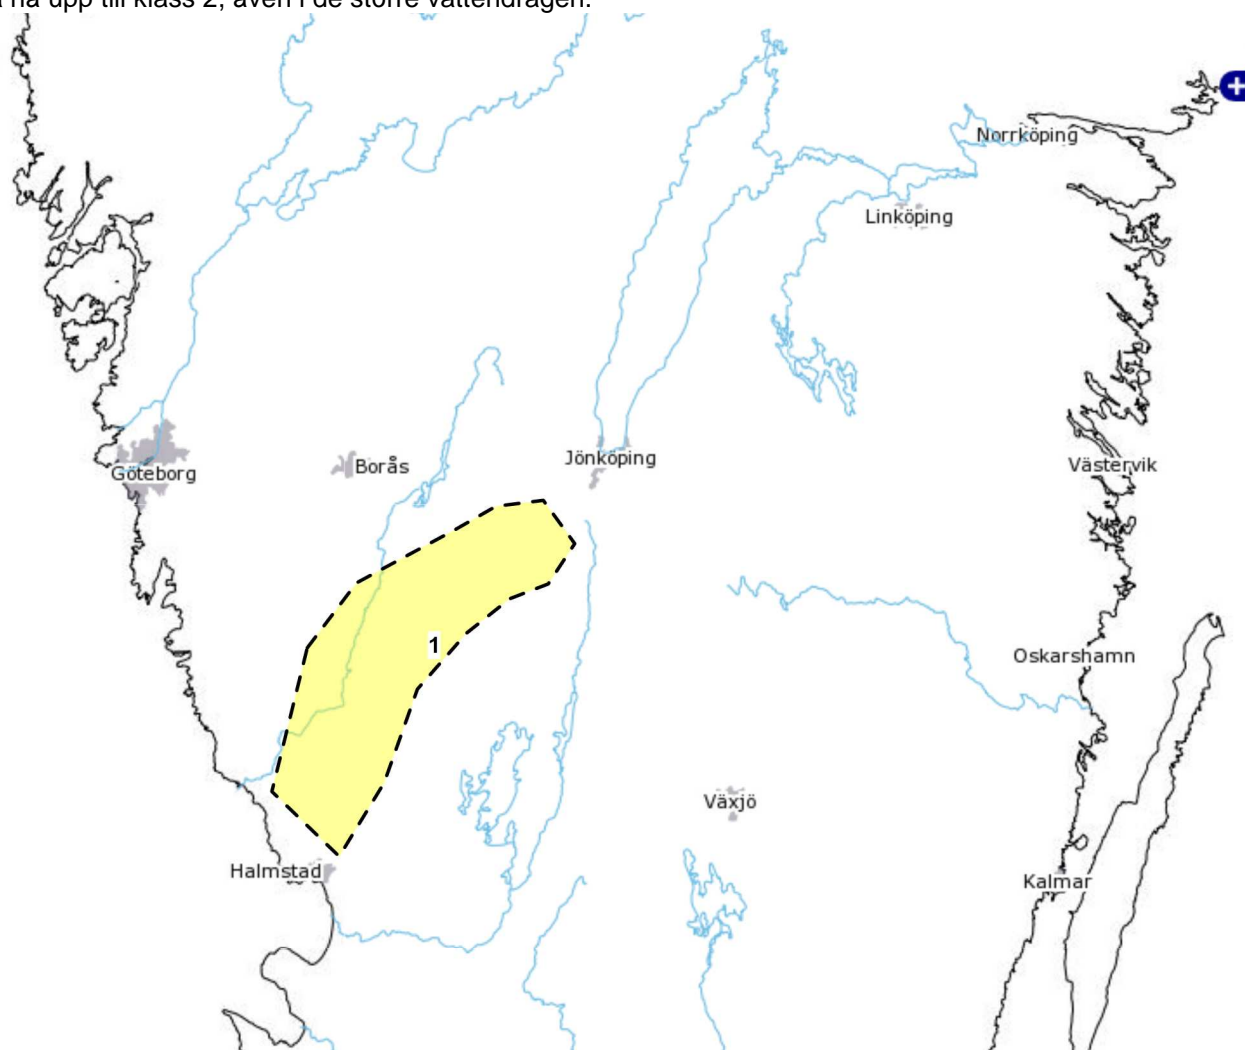 nå upp till klass 2, även i de större vattendragen.
Norrköping
Linköping
Göteborg
Borås
Jönköping
Västervik
1
Oskarshamn
Växjö
Halmstad
Kalmar